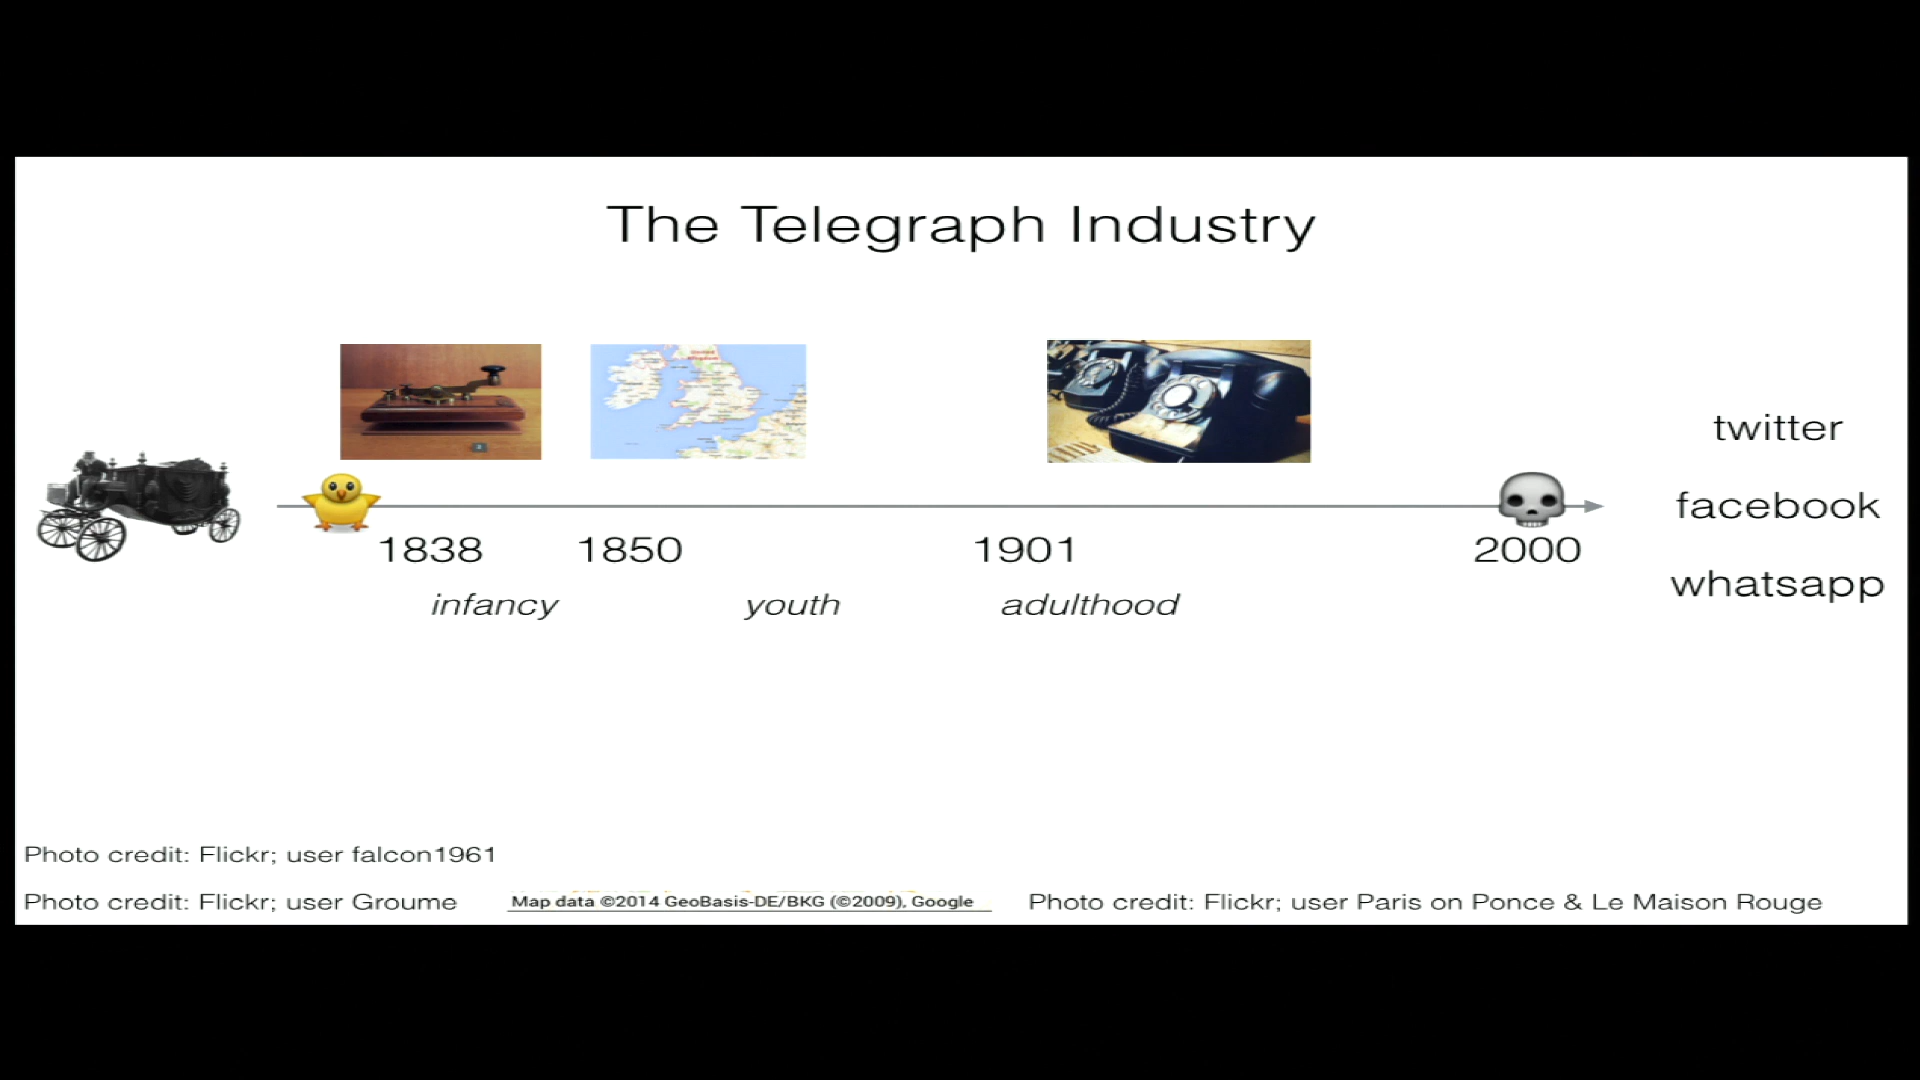 The Telegraph Industry
twitter
facebook
whatsapp
1838 1850 1901 2000
infancy youth adulthood
Photo credit: Flickr; user falcon1961
Photo credit: Flickr; user Groume
Map data ©2014 GeoBasis-DE/BKG (©2009), Google
Photo credit: Flickr; user Paris on Ponce & Le Maison Rouge